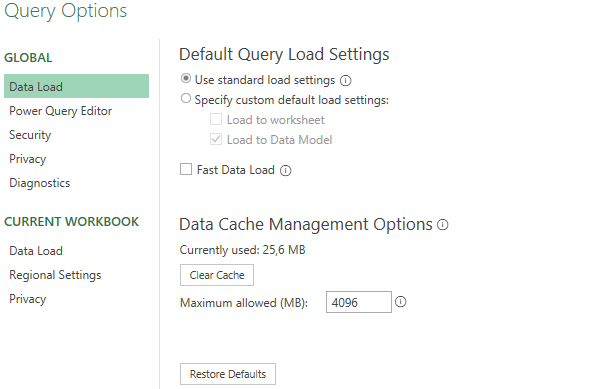 Query Options
GLOBAL
Data Load
Power Query Editor
Security
Privacy
Diagnostics
CURRENT WORKBOOK
Data Load
Regional Settings
Privacy
Default Query Load Settings
Use standard load settings
Specify custom default load settings:
Load to worksheet
Load to Data Model
Fast Data Load
Data Cache Management Options
Currently used: 25,6 MB
Clear Cache
Maximum allowed (MB): 4096
Restore Defaults